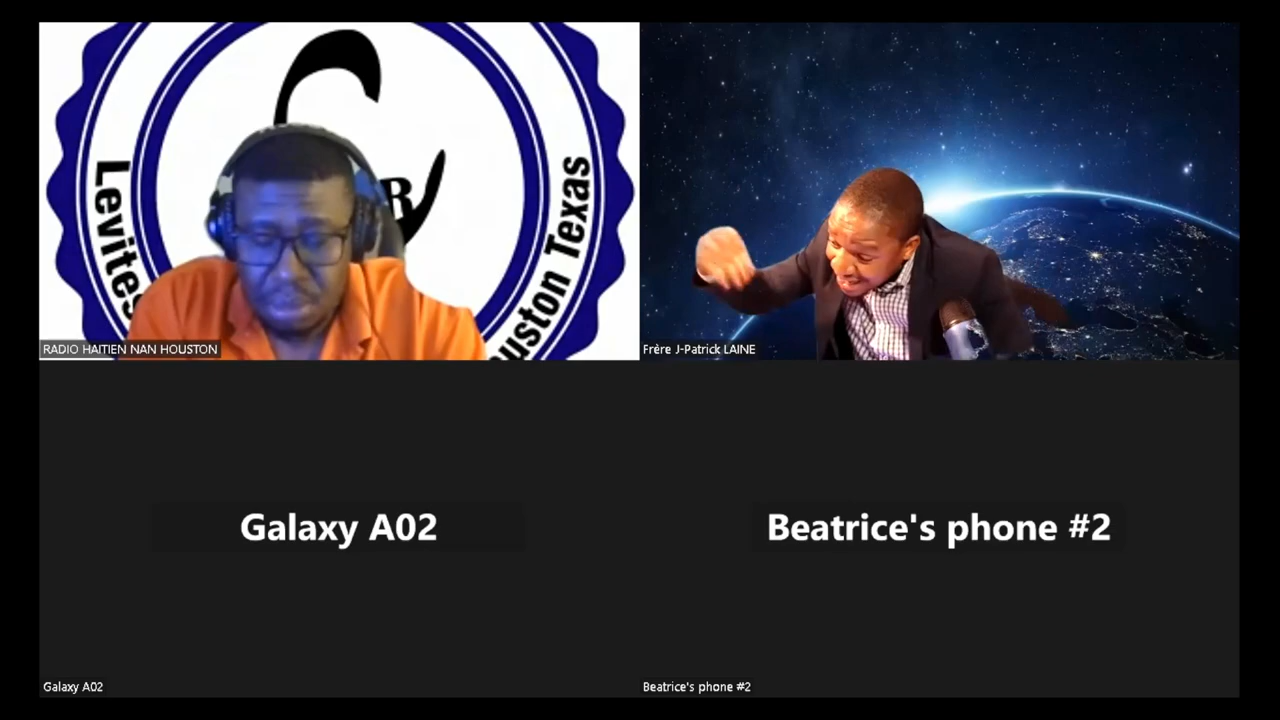 Levites
R
ouston Texas
RADIO HAITIEN NAN HOUSTON
Frère J-Patrick LAINE
Galaxy A02
Beatrice's phone #2
Galaxy A02
Beatrice's phone #2